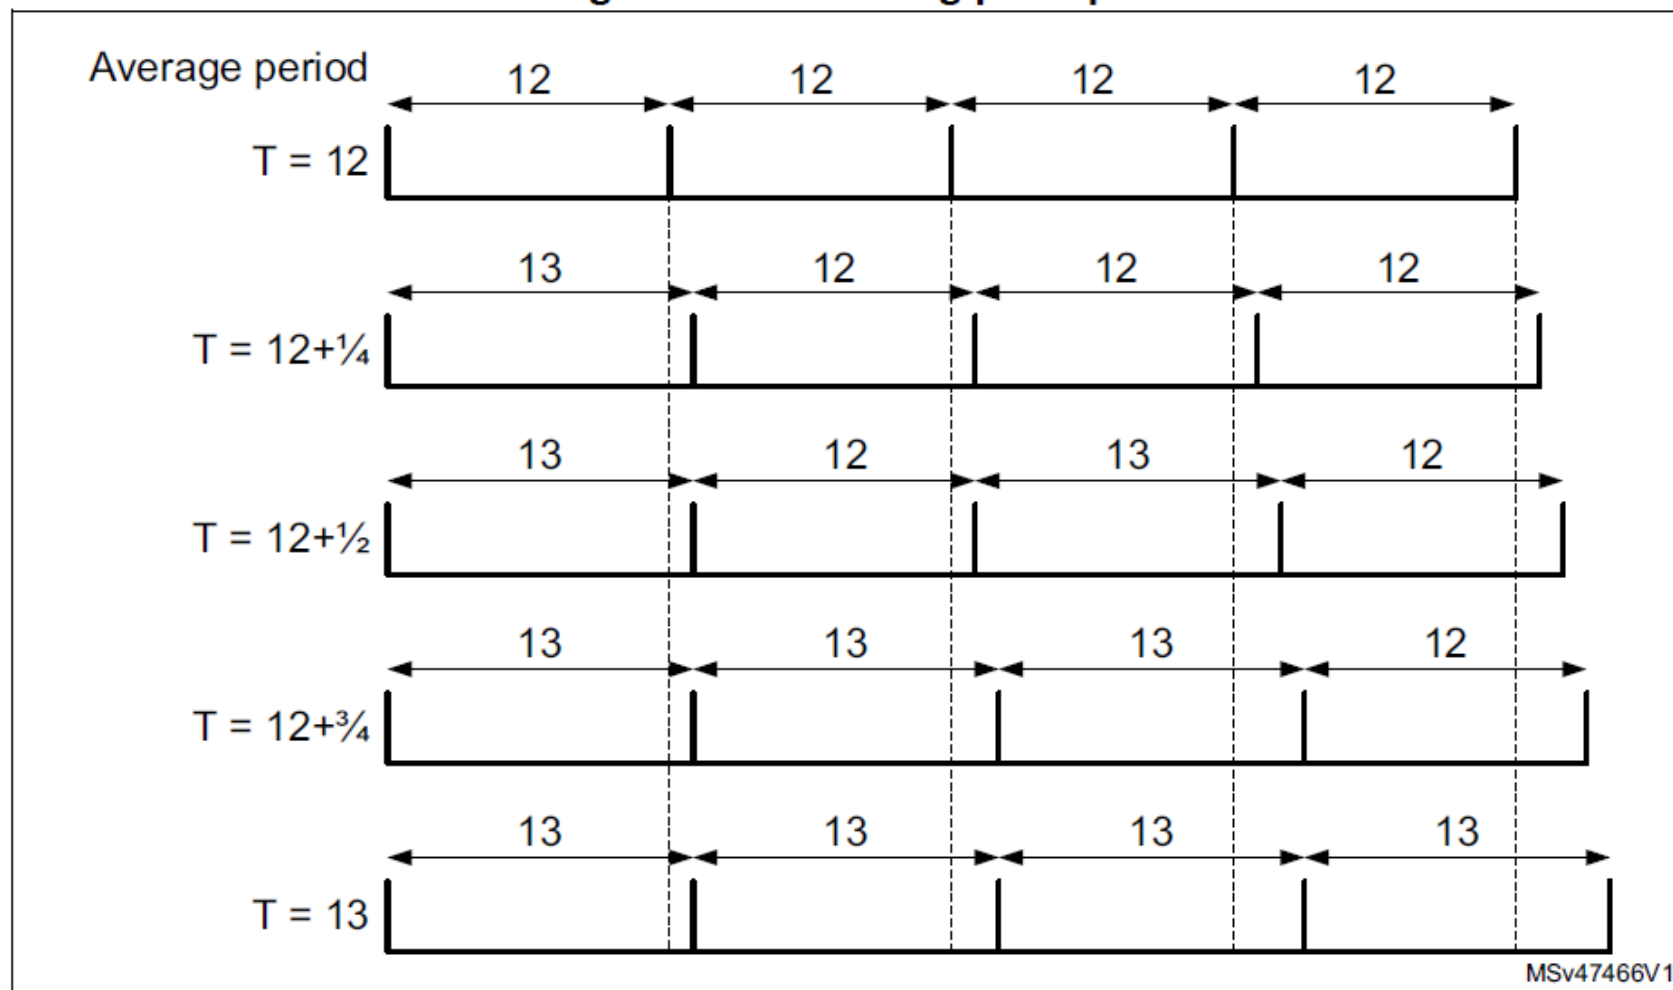 Average period
12 12 12 12
T = 12
13 12 12 12
T = 12+¼
13 12 13 12
T = 12+½
13 13 13 12
T = 12+¾
13 13 13 13
T = 13
MSv47466V1